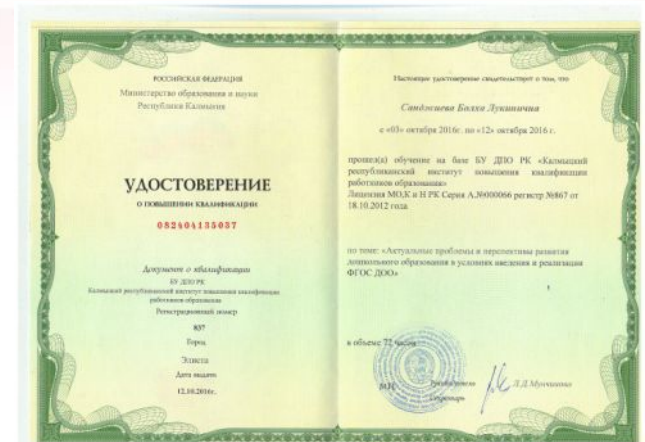 РОССИЙСКАЯ ФЕДЕРАЦИЯ
Министерство образования и науки
Республики Калмыкия
УДОСТОВЕРЕНИЕ
О ПОВЫШЕНИИ КВАЛИФИКАЦИИ
082404135037
Документ о квалификации
БУ ДПО РК
Калмыцкий республиканский институт повышения квалификации
работников образования
Регистрационный номер
837
Город
Элиста
Дата выдачи
12.10.2016г.
Настоящее удостоверение свидетельствует о том, что
Санджиева Лукинична
с «03» октября 2016г. по «12» октября 2016 г.
прошел(а) обучение на базе БУ ДПО РК «Калмыцкий
республиканский институт повышения квалификации
работников образования»
Лицензия МО,К и Н РК Серия А,№000066 регистр №867 от
18.10.2012 года
по теме: «Актуальные проблемы и перспективы развития
дошкольного образования в условиях введения и реализации
ФГОС ДОО»
в объеме 72 часов
М.П.
Руководитель
Л.Д.Мунчинова
Секретарь